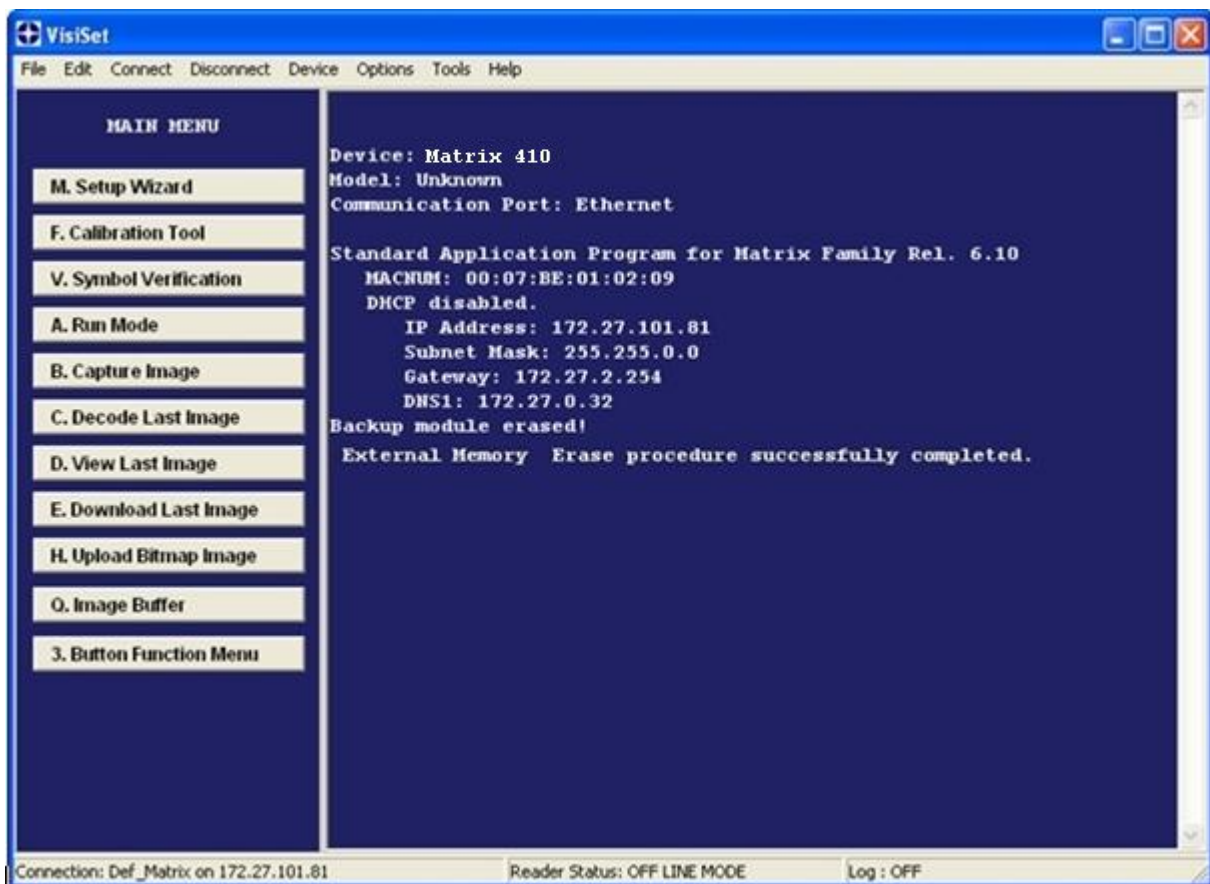 VisiSet
File Edit Connect Disconnect Device Options Tools Help
MAIN MENU
M. Setup Wizard
F. Calibration Tool
V. Symbol Verification
A. Run Mode
B. Capture Image
C. Decode Last Image
D. View Last Image
E. Download Last Image
H. Upload Bitmap Image
Q. Image Buffer
3. Button Function Menu
Device: Matrix 410
Model: Unknown
Communication Port: Ethernet
Standard Application Program for Matrix Family Rel. 6.10
MACNUM: 00:07:BE:01:02:09
DHCP disabled.
IP Address: 172.27.101.81
Subnet Mask: 255.255.0.0
Gateway: 172.27.2.254
DNS1: 172.27.0.32
Backup module erased!
External Memory Erase procedure successfully completed.
Connection: Def_Matrix on 172.27.101.81 Reader Status: OFF LINE MODE Log : OFF